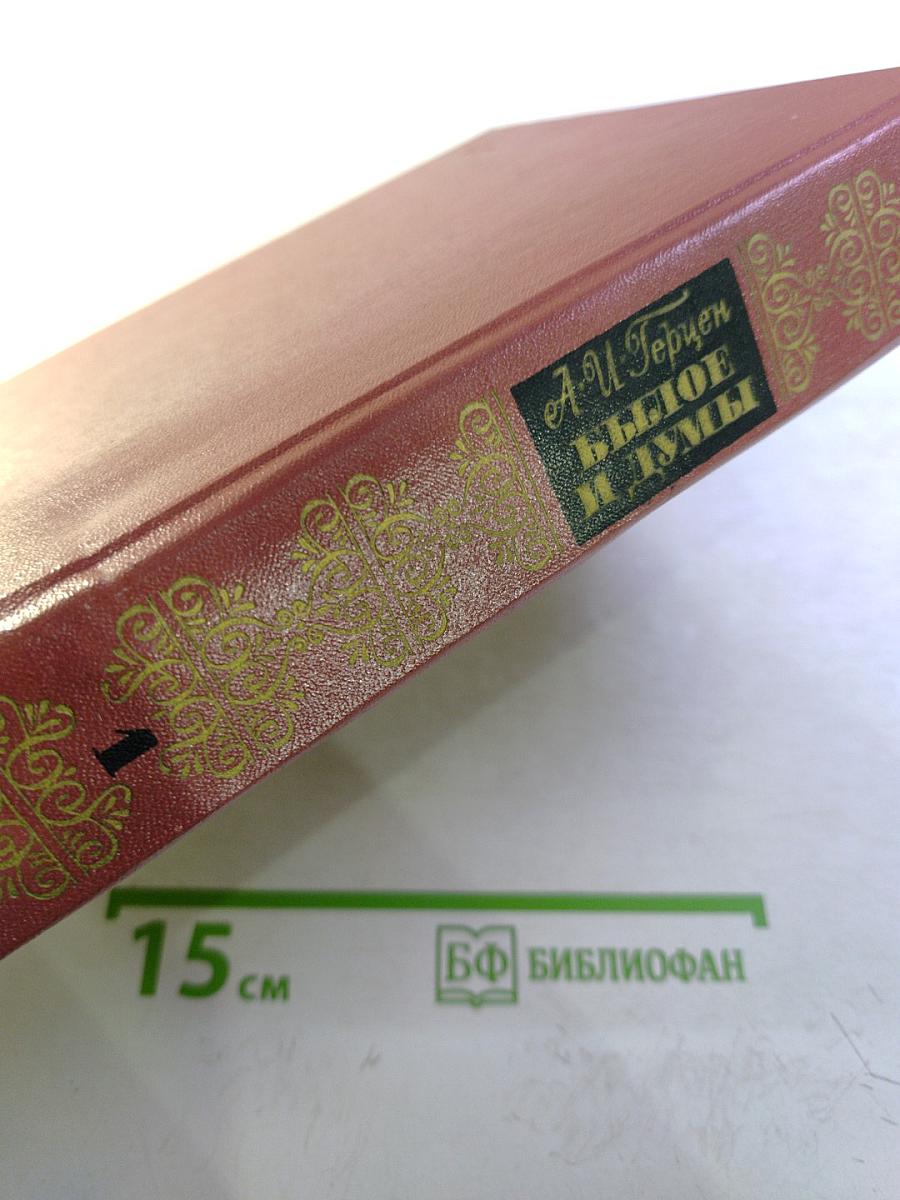 А·И·Герцен
БЫЛОЕ
И ДУМЫ
1
15 см
БФ БИБЛИОФАН